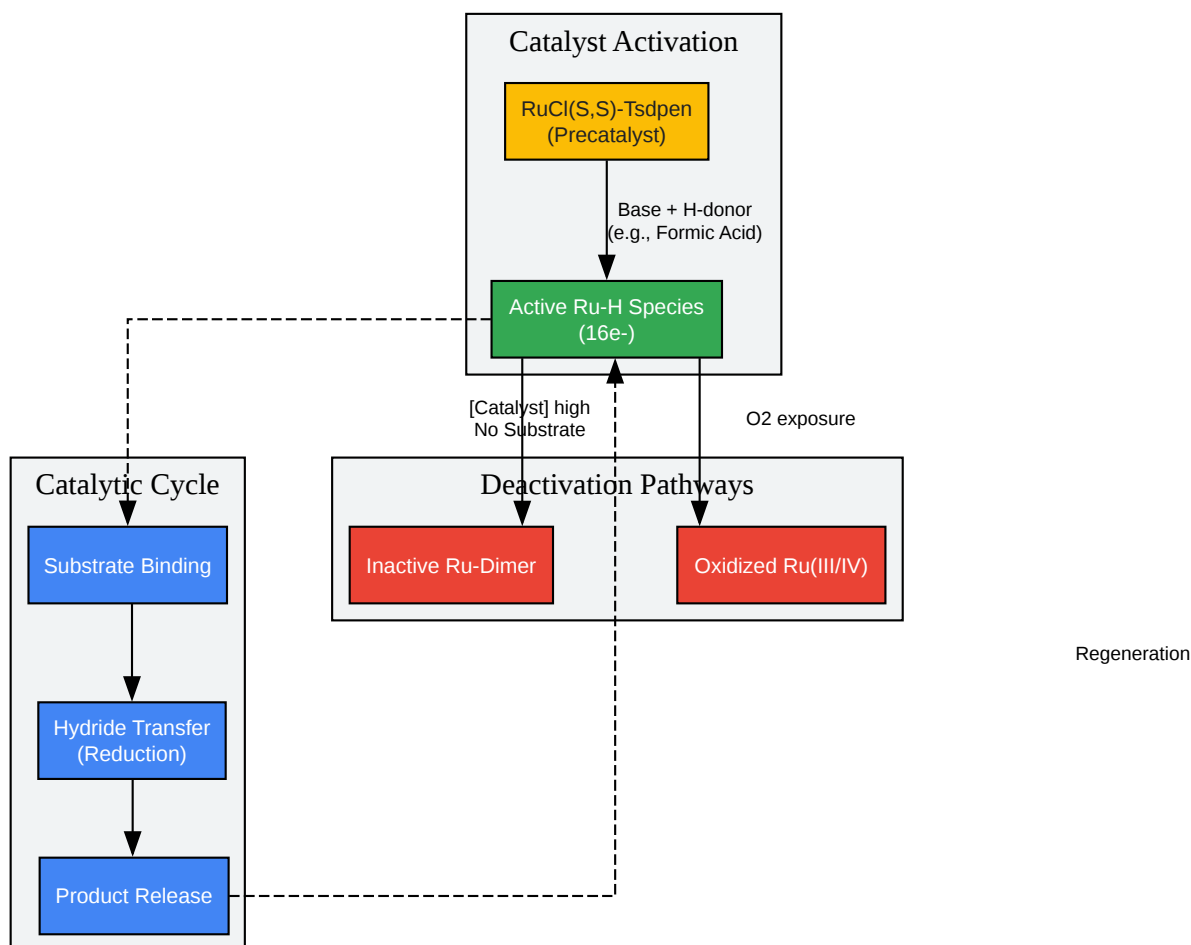 Catalyst Activation
RuCl(S,S)-Tsdpen
(Precatalyst)
Base + H-donor
(e.g., Formic Acid)
Active Ru-H Species
(16e-)
[Catalyst] high
No Substrate
O2 exposure
Catalytic Cycle
Deactivation Pathways
Substrate Binding
Inactive Ru-Dimer
Oxidized Ru(III/IV)
Regeneration
Hydride Transfer
(Reduction)
Product Release